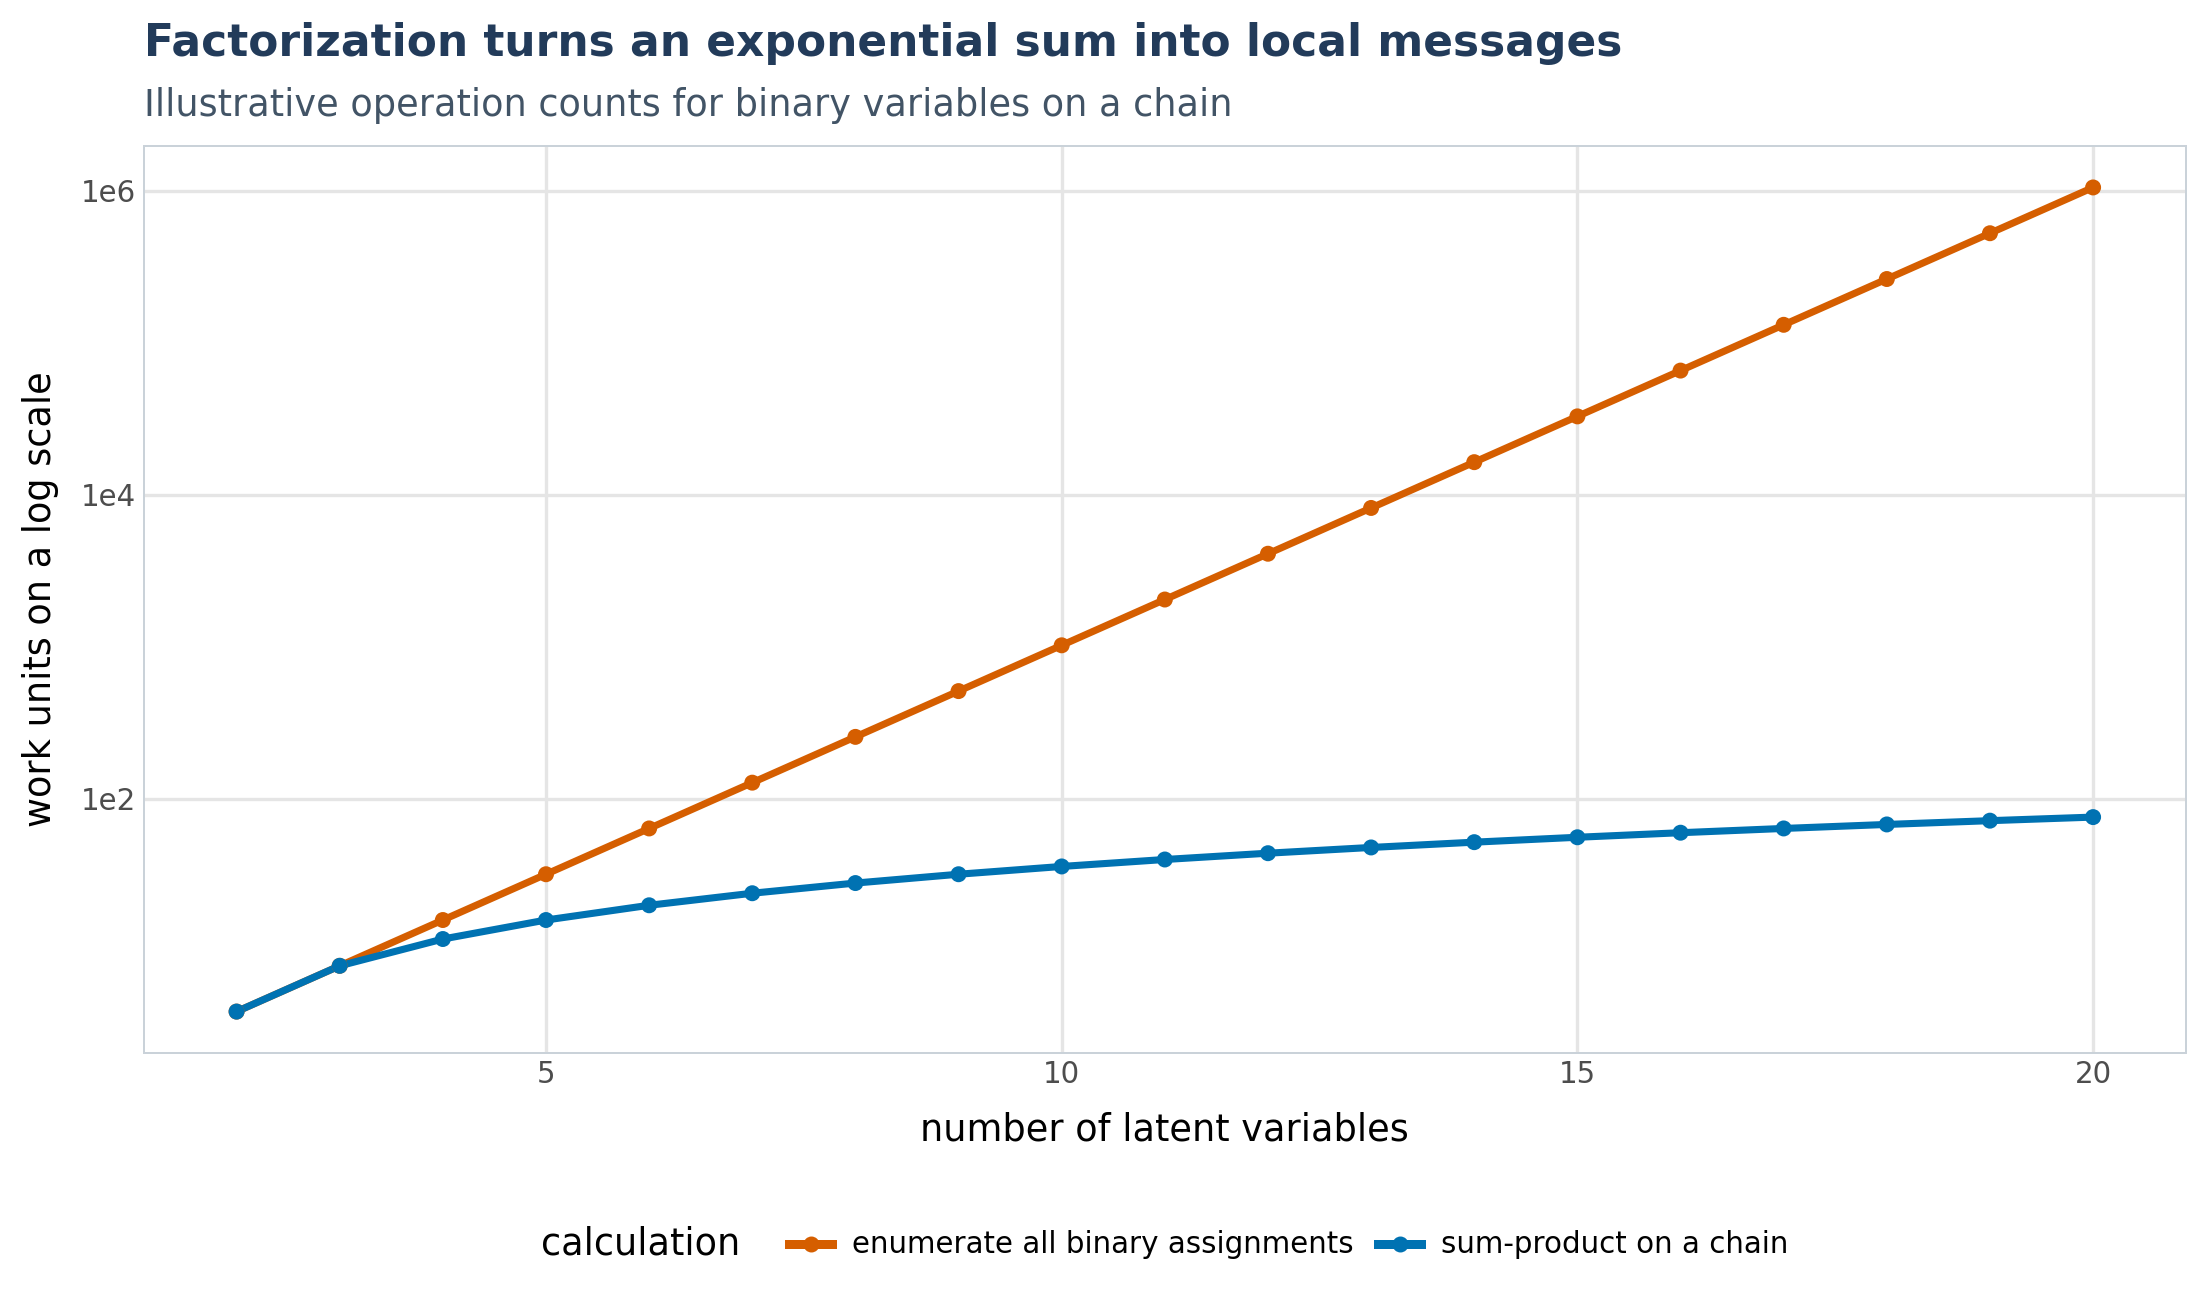 Factorization turns an exponential sum into local messages
Illustrative operation counts for binary variables on a chain
work units on a log scale
1e6
1e4
1e2
5 10 15 20
number of latent variables
calculation enumerate all binary assignments sum-product on a chain